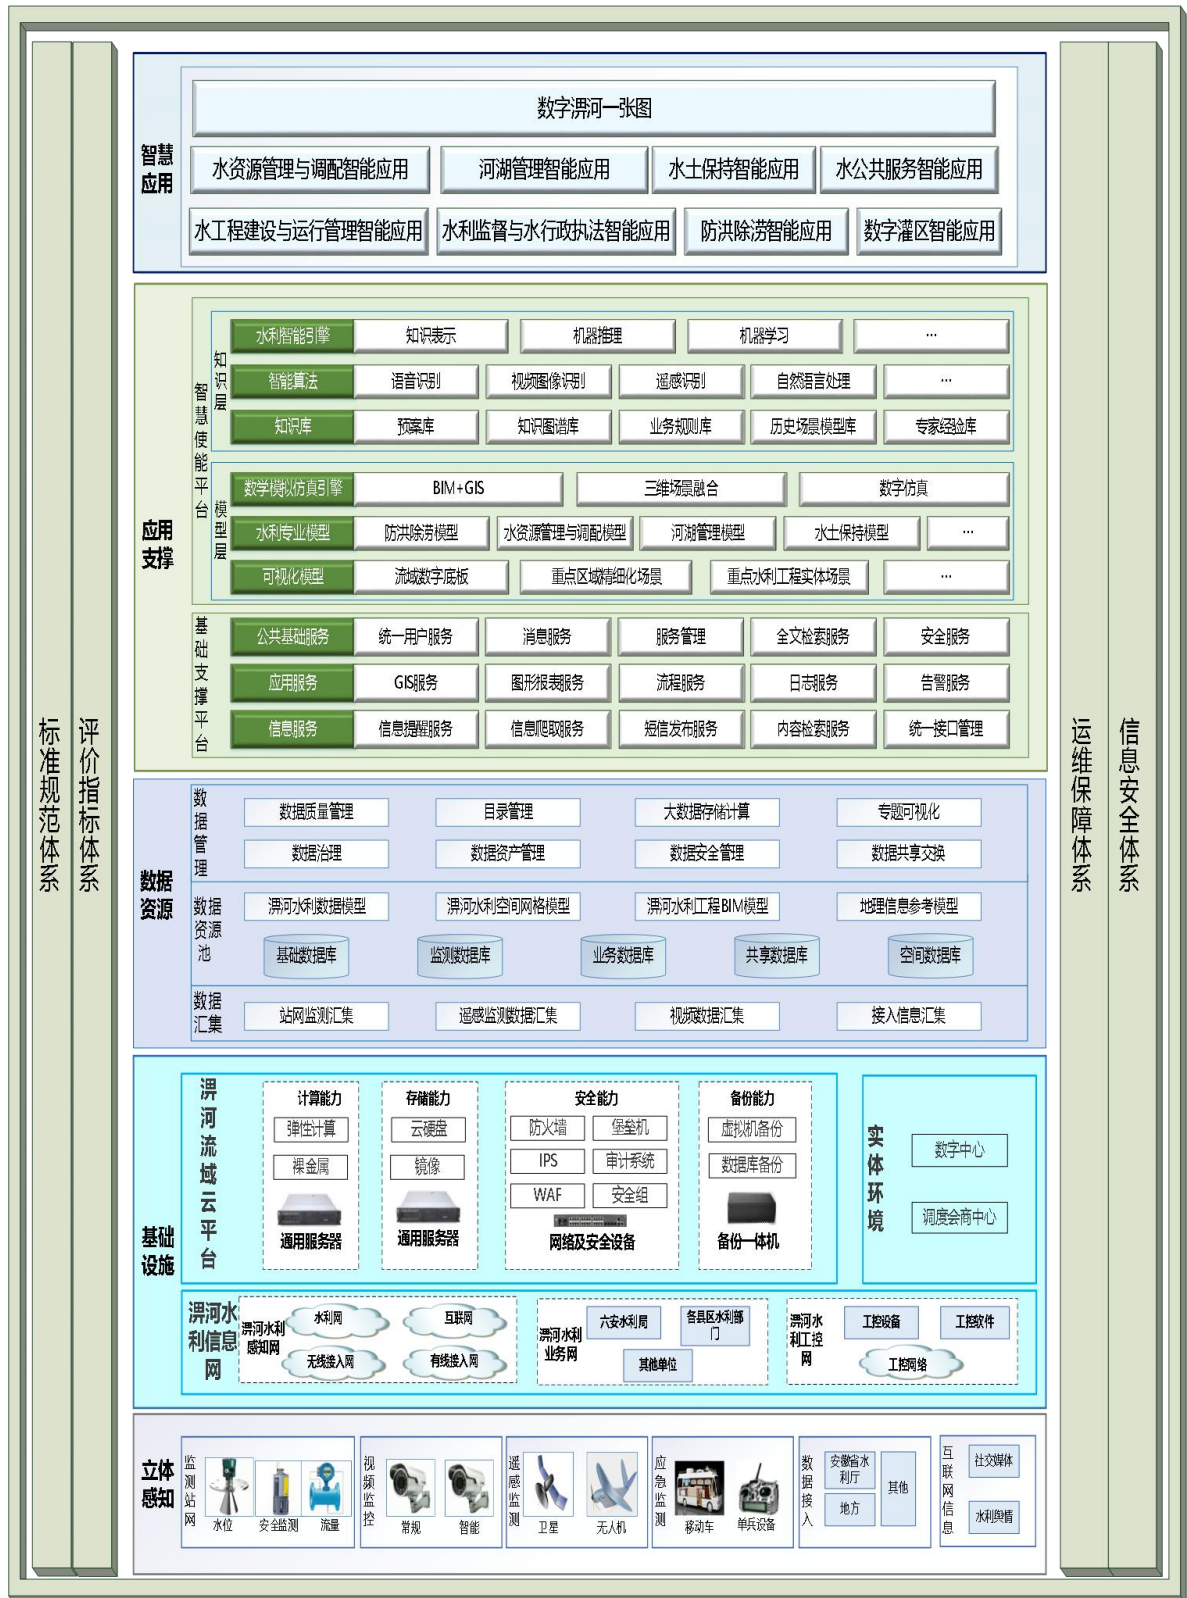 标准规范体系
评价指标体系
智慧
应用
数字淠河一张图
水资源管理与调配智能应用
河湖管理智能应用
水土保持智能应用
水公共服务智能应用
水工程建设与运行管理智能应用
水利监督与水行政执法智能应用
防洪除涝智能应用
数字灌区智能应用
应用
支撑
智慧使能平台
知识层
水利智能引擎
知识表示
机器推理
机器学习
...
智能算法
语音识别
视频图像识别
遥感识别
自然语言处理
...
知识库
预案库
知识图谱库
业务规则库
历史场景模型库
专家经验库
模型层
数学模拟仿真引擎
BIM+GIS
三维场景融合
数字仿真
水利专业模型
防洪除涝模型
水资源管理与调配模型
河湖管理模型
水土保持模型
...
可视化模型
流域数字底板
重点区域精细化场景
重点水利工程实体场景
...
基础支撑平台
公共基础服务
统一用户服务
消息服务
服务管理
全文检索服务
安全服务
应用服务
GIS服务
图形报表服务
流程服务
日志服务
告警服务
信息服务
信息提醒服务
信息爬取服务
短信发布服务
内容检索服务
统一接口管理
数据
资源
数据管理
数据质量管理
目录管理
大数据存储计算
专题可视化
数据治理
数据资产管理
数据安全管理
数据共享交换
数据
资源
池
淠河水利数据模型
淠河水利空间网格模型
淠河水利工程BIM模型
地理信息参考模型
基础数据库
监测数据库
业务数据库
共享数据库
空间数据库
数据
汇集
站网监测汇集
遥感监测数据汇集
视频数据汇集
接入信息汇集
基础
设施
淠河流域云平台
计算能力
弹性计算
裸金属
通用服务器
存储能力
云硬盘
镜像
通用服务器
安全能力
防火墙
堡垒机
IPS
审计系统
WAF
安全组
网络及安全设备
备份能力
虚拟机备份
数据库备份
备份一体机
实体环境
数字中心
调度会商中心
淠河水
利信息
网
淠河水利
感知网
水利网
互联网
无线接入网
有线接入网
淠河水利
业务网
六安水利局
各县区水利部
门
其他单位
淠河水
利工控
网
工控设备
工控软件
工控网络
立体
感知
监测站网
水位
安全监测
流量
视频监控
常规
智能
遥感监测
卫星
无人机
应急监测
移动车
单兵设备
数据接入
安徽省水
利厅
地方
其他
互联网信息
社交媒体
水利舆情
运维保障体系
信息安全体系